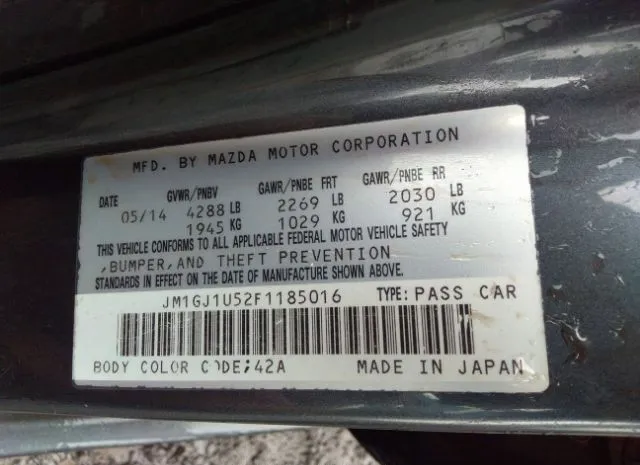 MFD. BY MAZDA MOTOR CORPORATION
DATE GVWR/PNBV GAWR/PNBE FRT GAWR/PNBE RR
05/14 4288 LB 2269 LB 2030 LB
1945 KG 1029 KG 921 KG
THIS VEHICLE CONFORMS TO ALL APPLICABLE FEDERAL MOTOR VEHICLE SAFETY
,BUMPER,AND THEFT PREVENTION
STANDARDS IN EFFECT ON THE DATE OF MANUFACTURE SHOWN ABOVE.
JM1GJ1U52F1185016 TYPE: PASS CAR
BODY COLOR CODE;42A MADE IN JAPAN